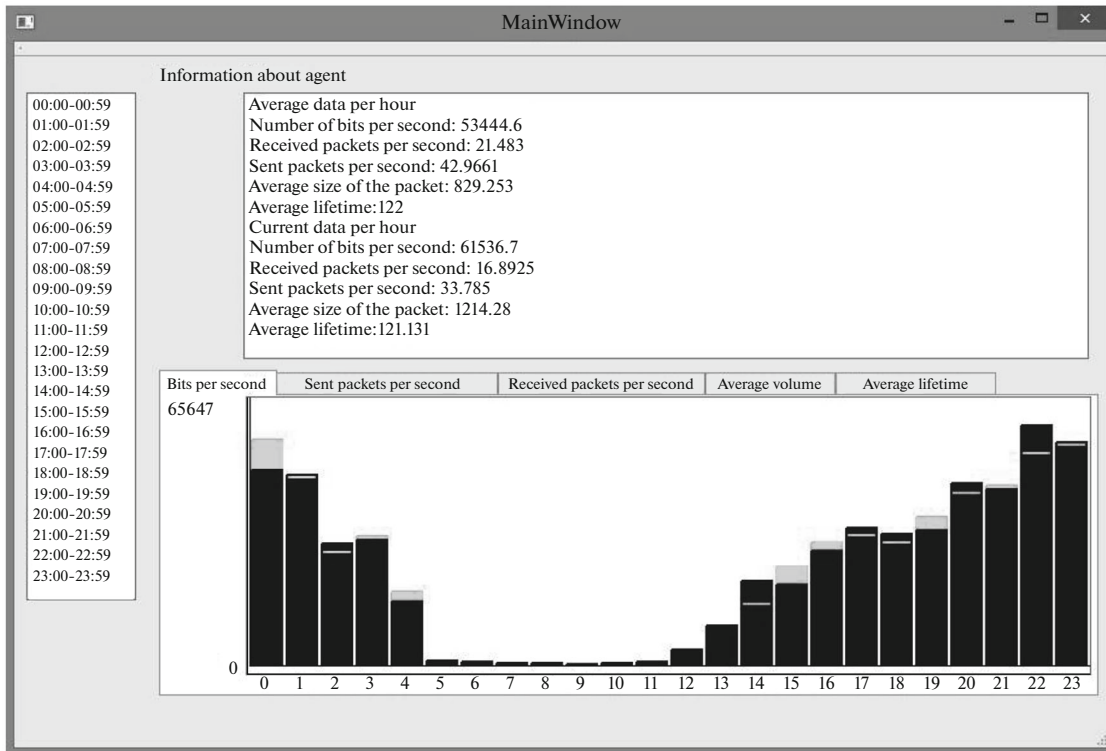 MainWindow
Information about agent
00:00-00:59
01:00-01:59
02:00-02:59
03:00-03:59
04:00-04:59
05:00-05:59
06:00-06:59
07:00-07:59
08:00-08:59
09:00-09:59
10:00-10:59
11:00-11:59
12:00-12:59
13:00-13:59
14:00-14:59
15:00-15:59
16:00-16:59
17:00-17:59
18:00-18:59
19:00-19:59
20:00-20:59
21:00-21:59
22:00-22:59
23:00-23:59
Average data per hour
Number of bits per second: 53444.6
Received packets per second: 21.483
Sent packets per second: 42.9661
Average size of the packet: 829.253
Average lifetime:122
Current data per hour
Number of bits per second: 61536.7
Received packets per second: 16.8925
Sent packets per second: 33.785
Average size of the packet: 1214.28
Average lifetime:121.131
Bits per second Sent packets per second Received packets per second Average volume Average lifetime
65647
0
0 1 2 3 4 5 6 7 8 9 10 11 12 13 14 15 16 17 18 19 20 21 22 23